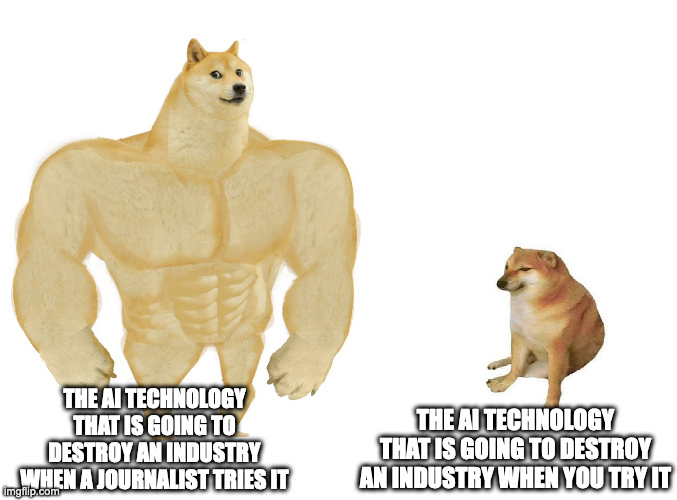 THE AI TECHNOLOGY
THAT IS GOING TO
DESTROY AN INDUSTRY
WHEN A JOURNALIST TRIES IT
THE AI TECHNOLOGY
THAT IS GOING TO DESTROY
AN INDUSTRY WHEN YOU TRY IT
imgflip.com